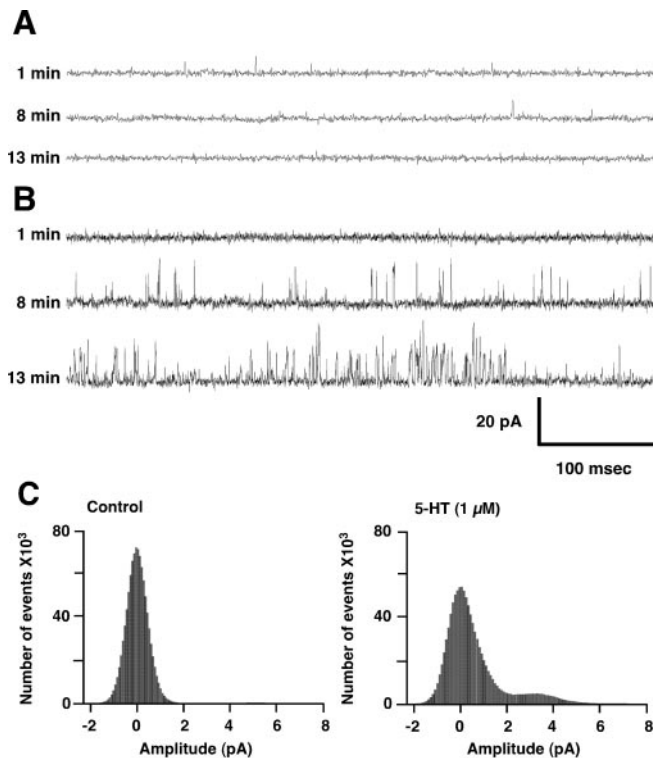 A
1 min
8 min
13 min
B
1 min
8 min
13 min
20 pA
100 msec
C
Control
Number of events X10³
80
40
0
-2 0 2 4 6 8
Amplitude (pA)
5-HT (1 µM)
Number of events X10³
80
40
0
-2 0 2 4 6 8
Amplitude (pA)